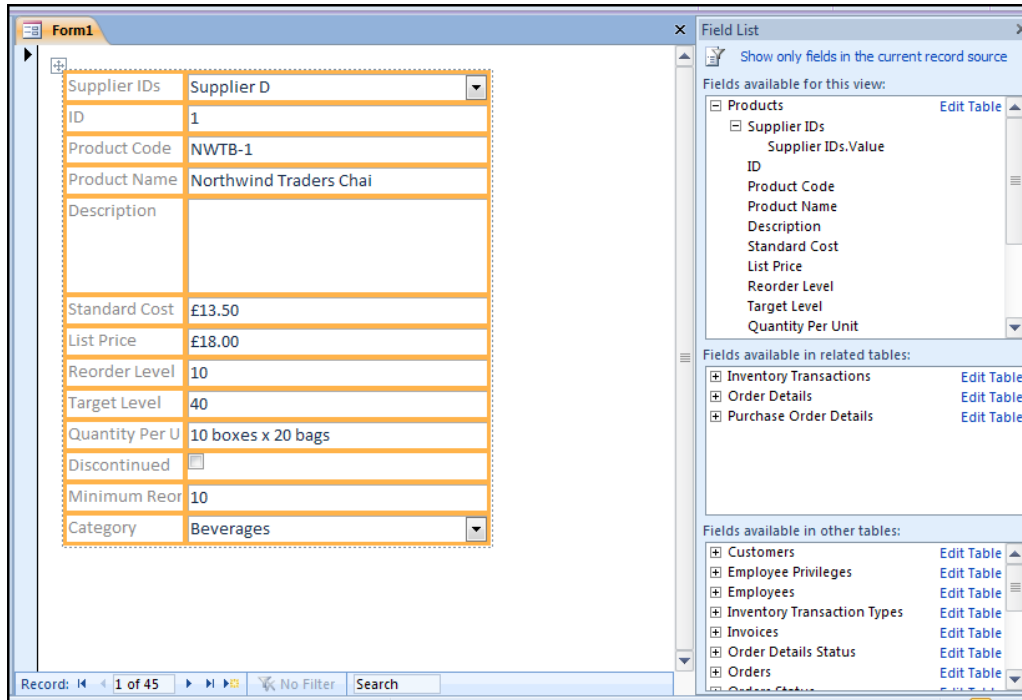 Form1
Supplier IDs Supplier D
ID 1
Product Code NWTB-1
Product Name Northwind Traders Chai
Description
Standard Cost £13.50
List Price £18.00
Reorder Level 10
Target Level 40
Quantity Per U 10 boxes x 20 bags
Discontinued
Minimum Reor 10
Category Beverages
Record: 1 of 45 No Filter Search
Field List
Show only fields in the current record source
Fields available for this view:
Products Edit Table
Supplier IDs
Supplier IDs.Value
ID
Product Code
Product Name
Description
Standard Cost
List Price
Reorder Level
Target Level
Quantity Per Unit
Fields available in related tables:
Inventory Transactions Edit Table
Order Details Edit Table
Purchase Order Details Edit Table
Fields available in other tables:
Customers Edit Table
Employee Privileges Edit Table
Employees Edit Table
Inventory Transaction Types Edit Table
Invoices Edit Table
Order Details Status Edit Table
Orders Edit Table